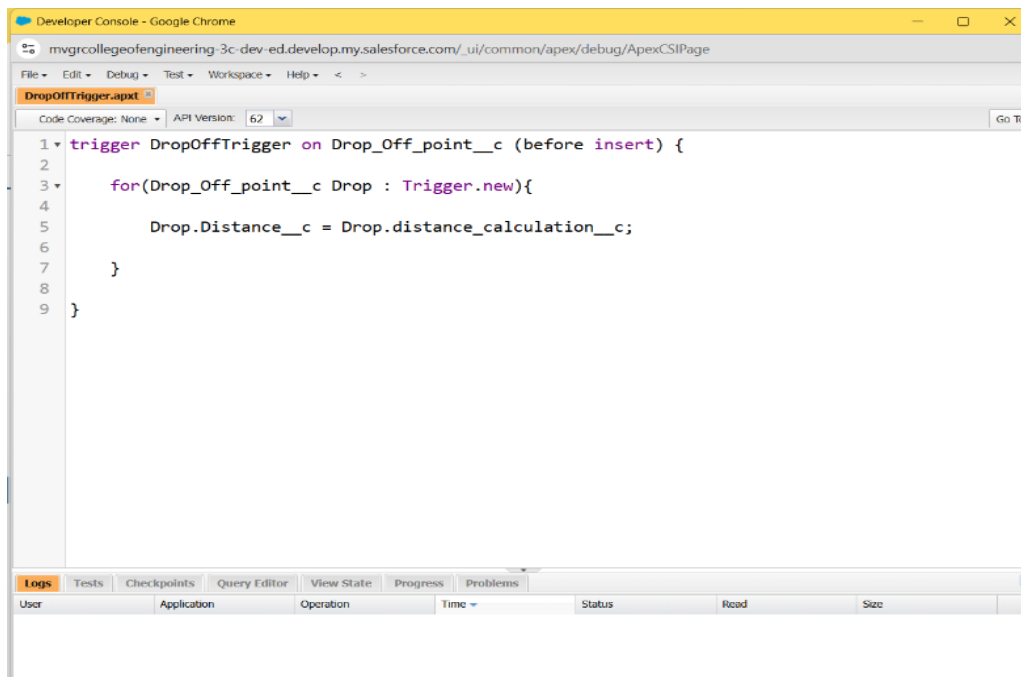 Developer Console - Google Chrome
mvgrcollegeofengineering-3c-dev-ed.develop.my.salesforce.com/_ui/common/apex/debug/ApexCSIPage
File Edit Debug Test Workspace Help < >
DropOffTrigger.apxt
Code Coverage: None API Version: 62 Go To
1 trigger DropOffTrigger on Drop_Off_point__c (before insert) {
2
3 for(Drop_Off_point__c Drop : Trigger.new){
4
5 Drop.Distance__c = Drop.distance_calculation__c;
6
7 }
8
9 }
Logs Tests Checkpoints Query Editor View State Progress Problems
User Application Operation Time Status Read Size